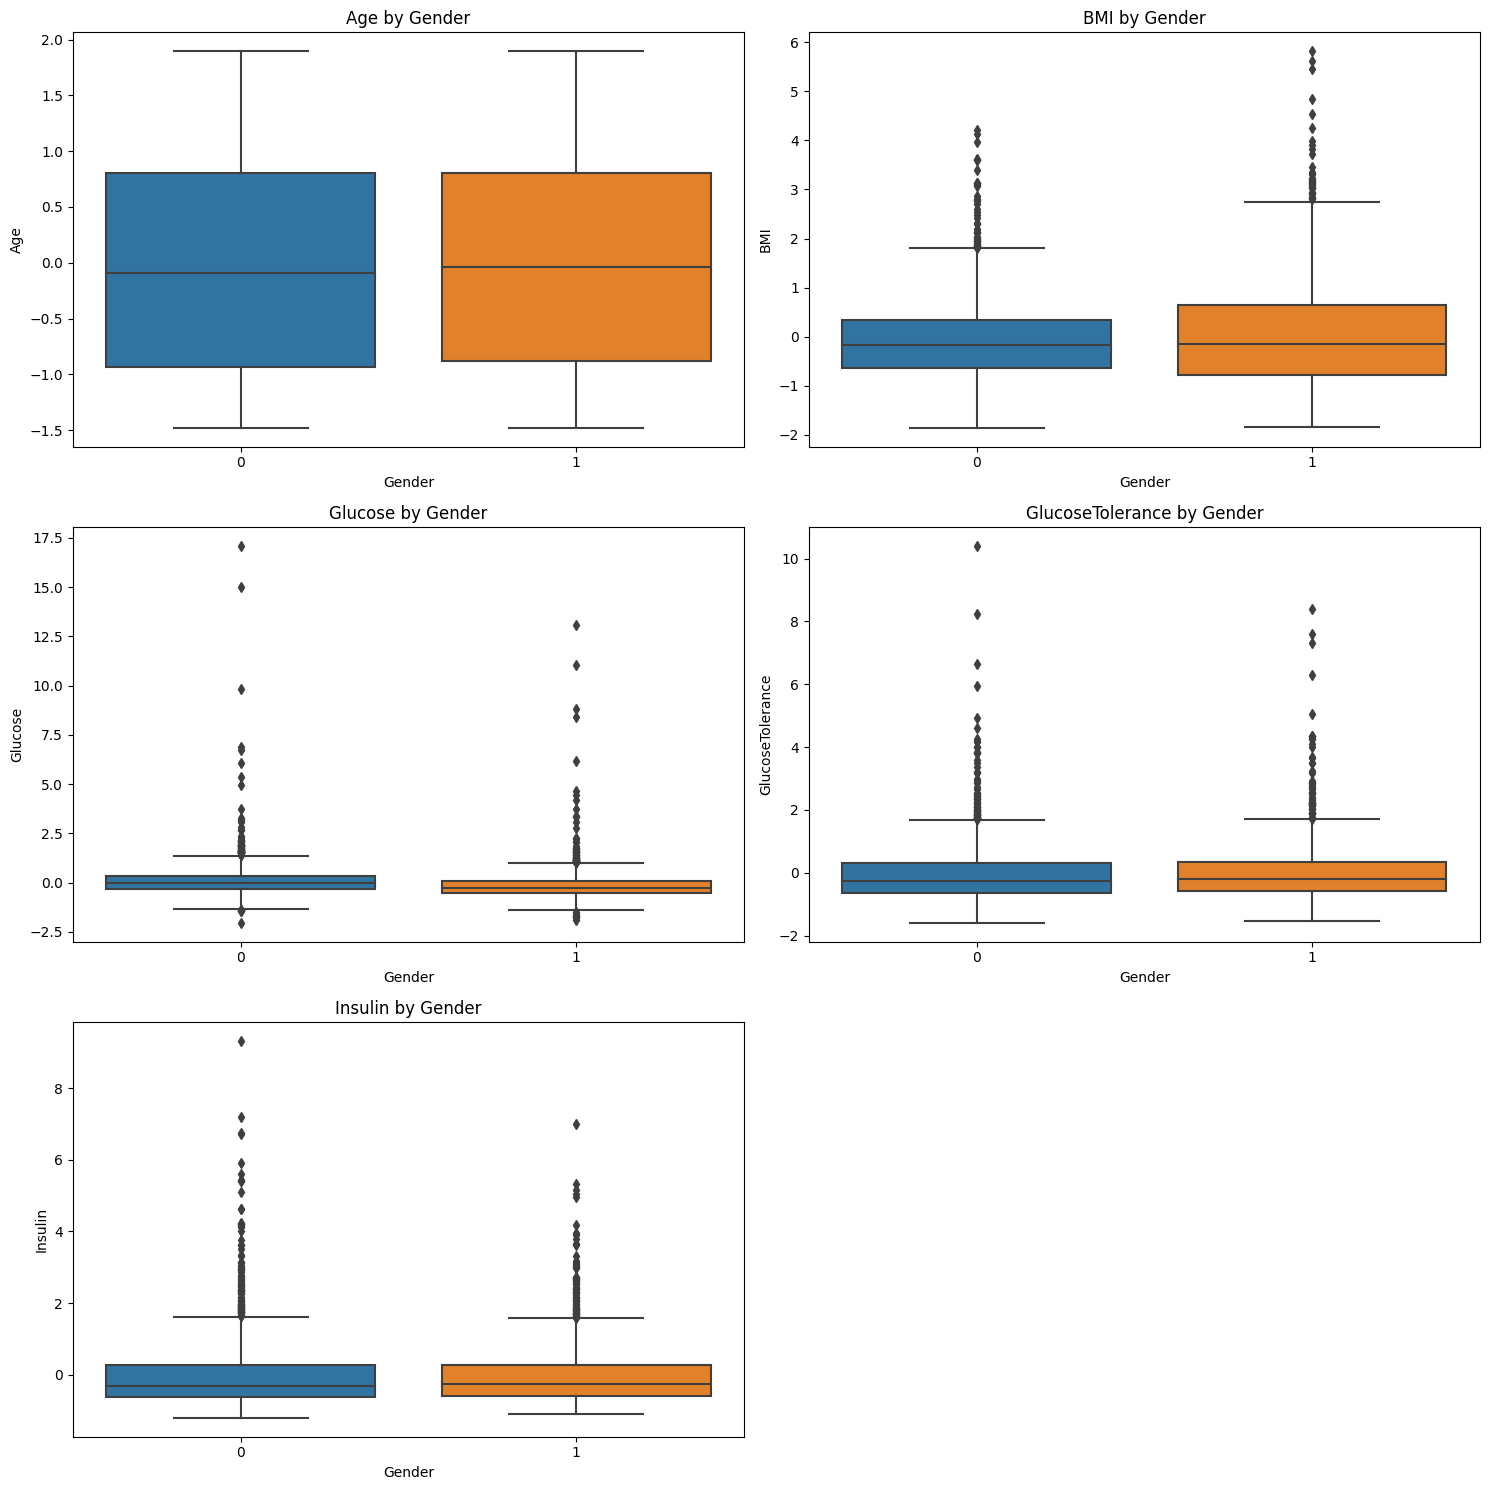 Age by Gender
2.0
1.5
1.0
0.5
0.0
−0.5
−1.0
−1.5
Age
0 1
Gender
BMI by Gender
6
5
4
3
2
1
0
−1
−2
BMI
0 1
Gender
Glucose by Gender
17.5
15.0
12.5
10.0
7.5
5.0
2.5
0.0
−2.5
Glucose
0 1
Gender
GlucoseTolerance by Gender
10
8
6
4
2
0
−2
GlucoseTolerance
0 1
Gender
Insulin by Gender
8
6
4
2
0
Insulin
0 1
Gender